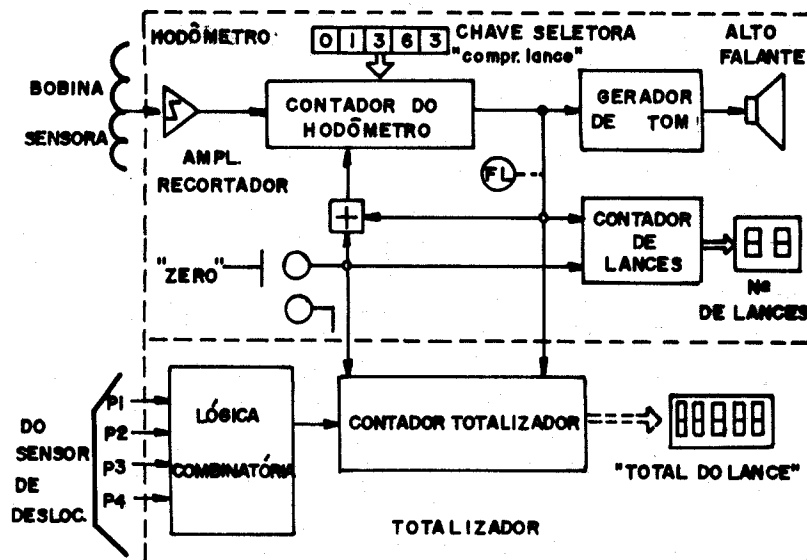 HODÔMETRO
0 1 3 6 3
CHAVE SELETORA
"compr. lance"
ALTO
FALANTE
BOBINA
SENSORA
CONTADOR DO
HODÔMETRO
GERADOR
DE TOM
AMPL.
RECORTADOR
FL
+
CONTADOR
DE
LANCES
88
"ZERO"
Nº
DE LANCES
DO
SENSOR
DE
DESLOC.
P1
P2
P3
P4
LÓGICA
COMBINATÓRIA
CONTADOR TOTALIZADOR
88888
"TOTAL DO LANCE"
TOTALIZADOR